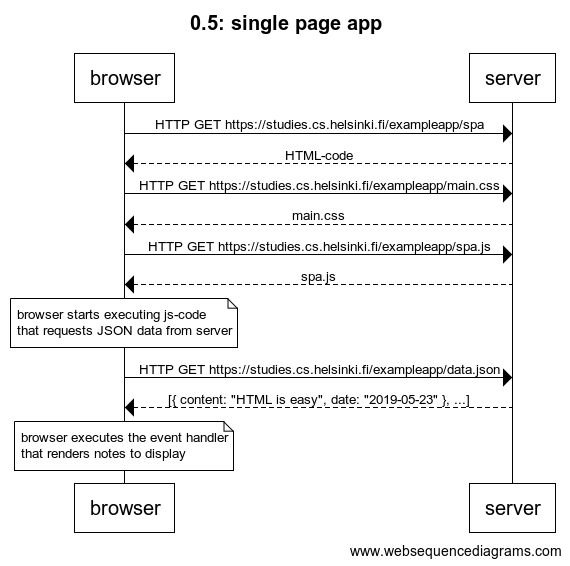 0.5: single page app
browser
server
HTTP GET https://studies.cs.helsinki.fi/exampleapp/spa
HTML-code
HTTP GET https://studies.cs.helsinki.fi/exampleapp/main.css
main.css
HTTP GET https://studies.cs.helsinki.fi/exampleapp/spa.js
spa.js
browser starts executing js-code
that requests JSON data from server
HTTP GET https://studies.cs.helsinki.fi/exampleapp/data.json
[{ content: "HTML is easy", date: "2019-05-23" }, ...]
browser executes the event handler
that renders notes to display
browser
server
www.websequencediagrams.com